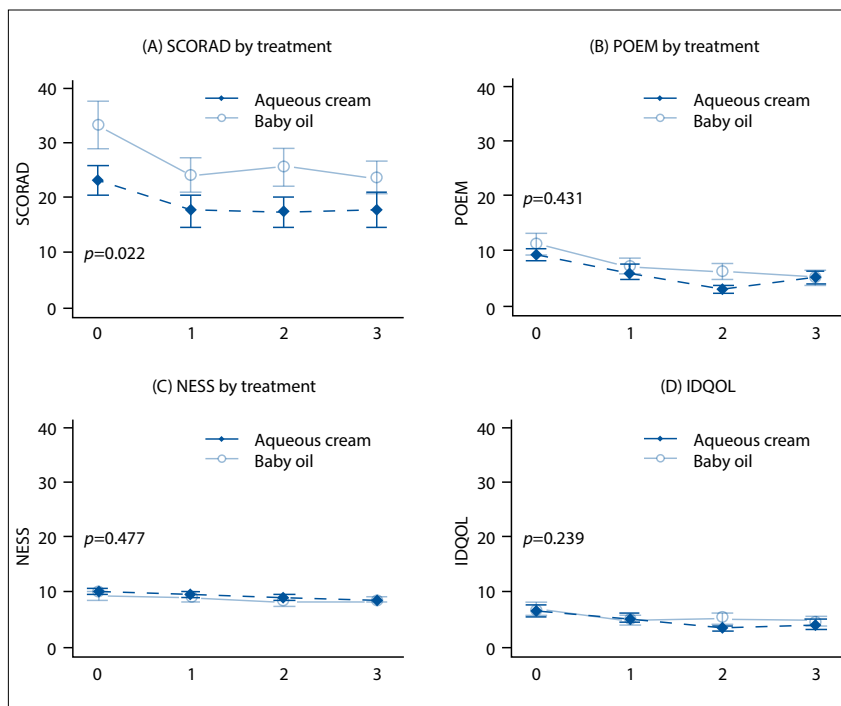 (A) SCORAD by treatment
Aqueous cream
Baby oil
SCORAD
40
30
20
10
0
p=0.022
0 1 2 3
(B) POEM by treatment
Aqueous cream
Baby oil
POEM
40
30
20
10
0
p=0.431
0 1 2 3
(C) NESS by treatment
Aqueous cream
Baby oil
NESS
40
30
20
10
0
p=0.477
0 1 2 3
(D) IDQOL
Aqueous cream
Baby oil
IDQOL
40
30
20
10
0
p=0.239
0 1 2 3